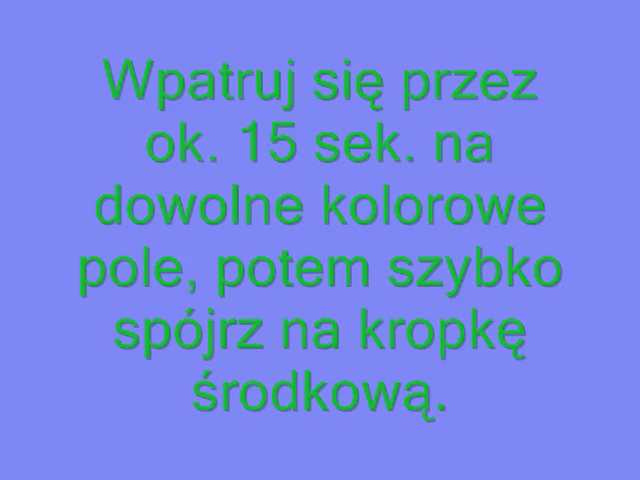 Wpatruj się przez
ok. 15 sek. na
dowolne kolorowe
pole, potem szybko
spójrz na kropkę
środkową.